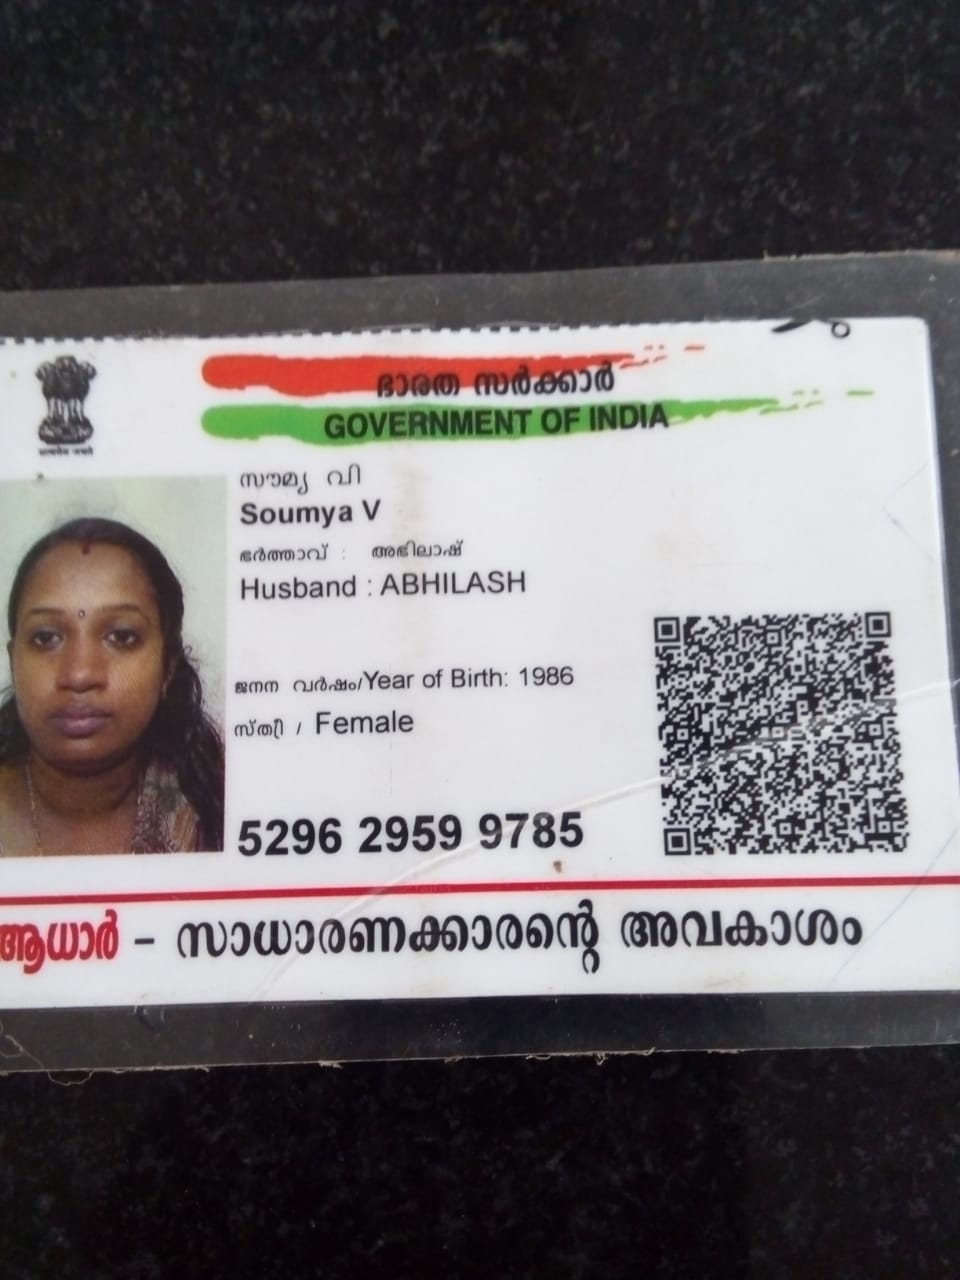 ഭാരത സർക്കാർ
GOVERNMENT OF INDIA
സൗമ്യ വി
Soumya V
ഭർത്താവ് : അഭിലാഷ്
Husband : ABHILASH
ജനന വർഷം/Year of Birth: 1986
സ്ത്രീ / Female
5296 2959 9785
ആധാർ - സാധാരണക്കാരന്റെ അവകാശം